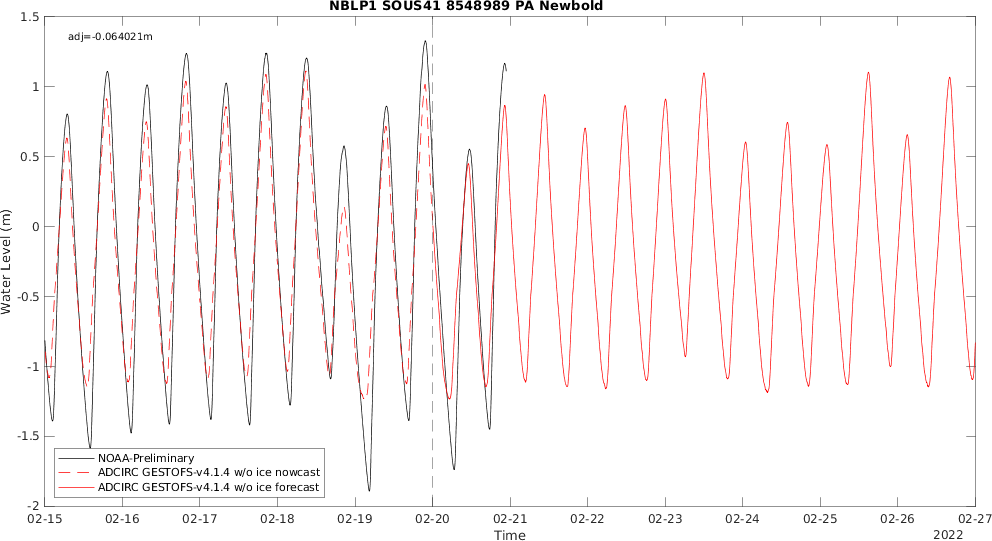 NBLP1 SOUS41 8548989 PA Newbold
adj=-0.064021m
1.5
1
0.5
0
-0.5
-1
-1.5
-2
Water Level (m)
NOAA-Preliminary
ADCIRC GESTOFS-v4.1.4 w/o ice nowcast
ADCIRC GESTOFS-v4.1.4 w/o ice forecast
02-15 02-16 02-17 02-18 02-19 02-20 02-21 02-22 02-23 02-24 02-25 02-26 02-27
Time
2022